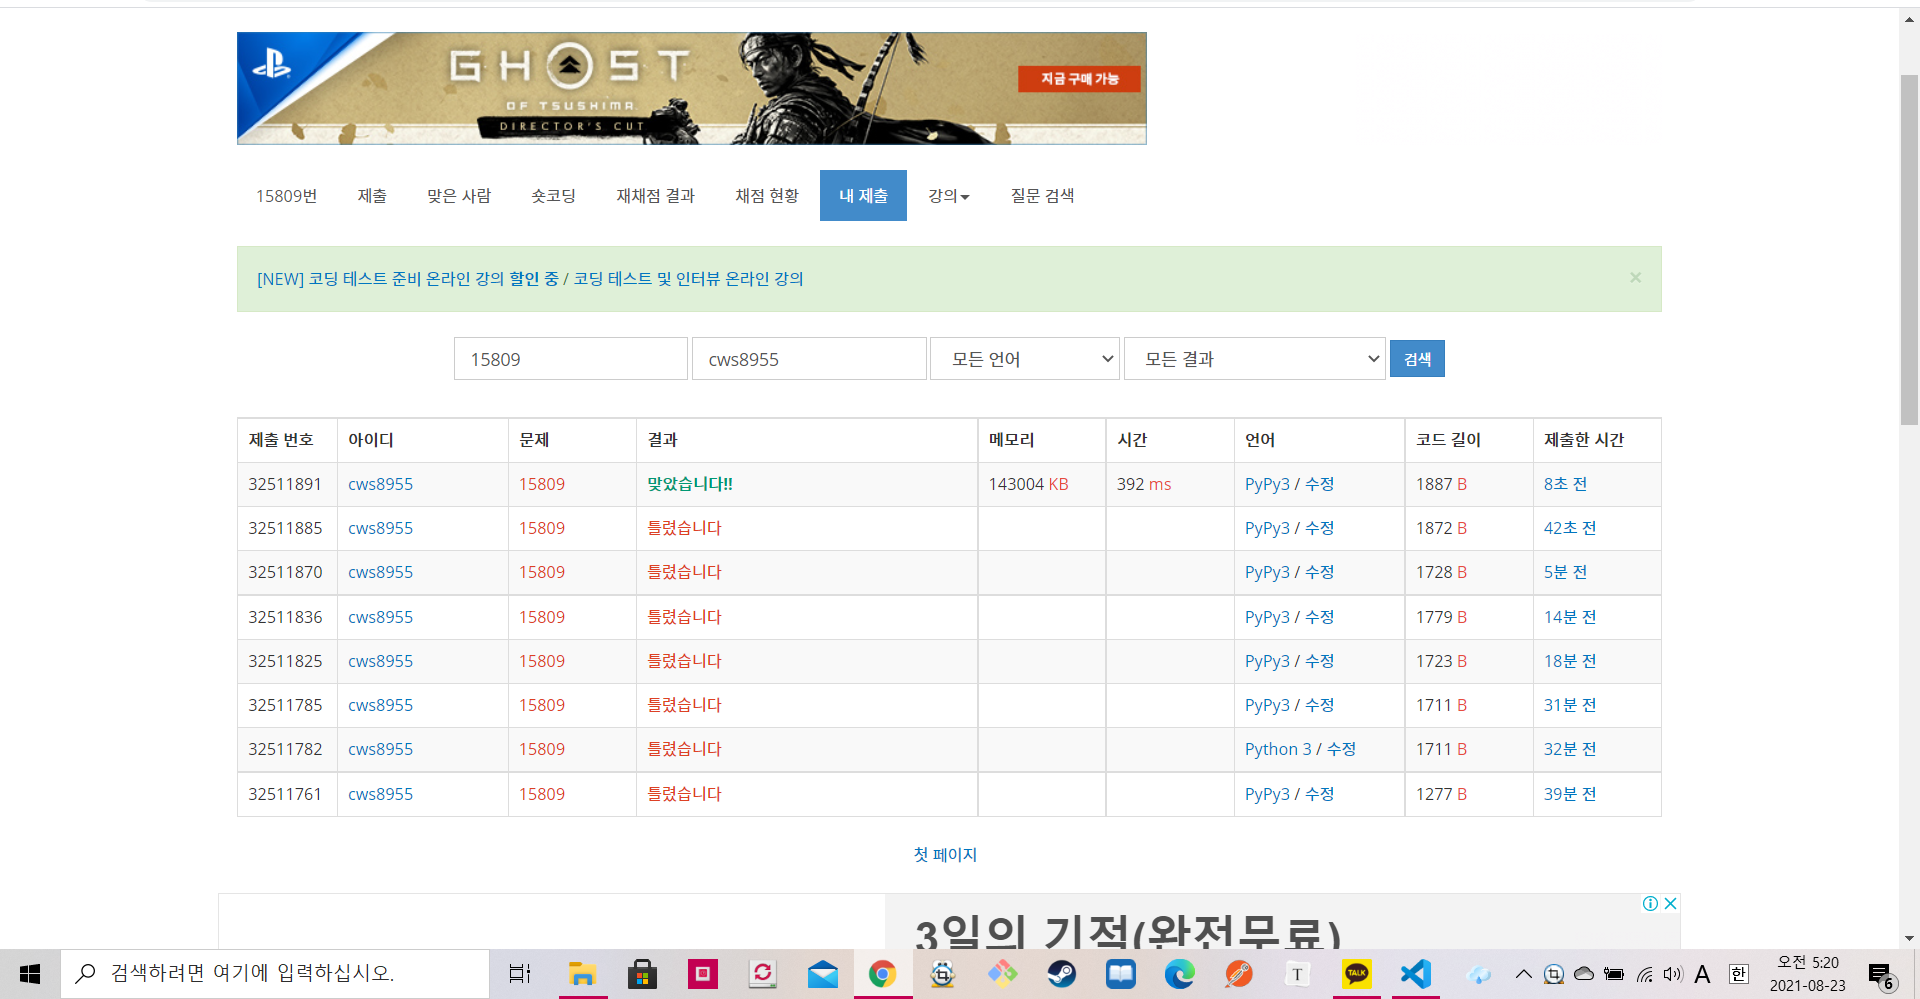 GHOST
OF TSUSHIMA
DIRECTOR'S CUT
지금 구매 가능
15809번 제출 맞은 사람 숏코딩 재채점 결과 채점 현황 내 제출 강의 질문 검색
[NEW] 코딩 테스트 준비 온라인 강의 할인 중 / 코딩 테스트 및 인터뷰 온라인 강의 ×
15809 cws8955 모든 언어 모든 결과 검색
제출 번호 아이디 문제 결과 메모리 시간 언어 코드 길이 제출한 시간
32511891 cws8955 15809 맞았습니다!! 143004 KB 392 ms PyPy3 / 수정 1887 B 8초 전
32511885 cws8955 15809 틀렸습니다 PyPy3 / 수정 1872 B 42초 전
32511870 cws8955 15809 틀렸습니다 PyPy3 / 수정 1728 B 5분 전
32511836 cws8955 15809 틀렸습니다 PyPy3 / 수정 1779 B 14분 전
32511825 cws8955 15809 틀렸습니다 PyPy3 / 수정 1723 B 18분 전
32511785 cws8955 15809 틀렸습니다 PyPy3 / 수정 1711 B 31분 전
32511782 cws8955 15809 틀렸습니다 Python 3 / 수정 1711 B 32분 전
32511761 cws8955 15809 틀렸습니다 PyPy3 / 수정 1277 B 39분 전
첫 페이지
3일의 기적(완전무료)
검색하려면 여기에 입력하십시오.
T
TALK
A
한
오전 5:20
2021-08-23
6